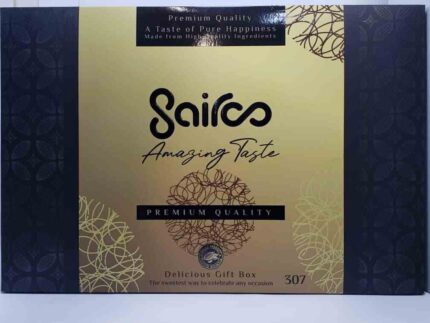 Premium Quality
A Taste of Pure Happiness
Made from High Quality Ingredients
Sairoo
Amazing Taste
PREMIUM QUALITY
Delicious Gift Box
The sweetest way to celebrate any occasion
307